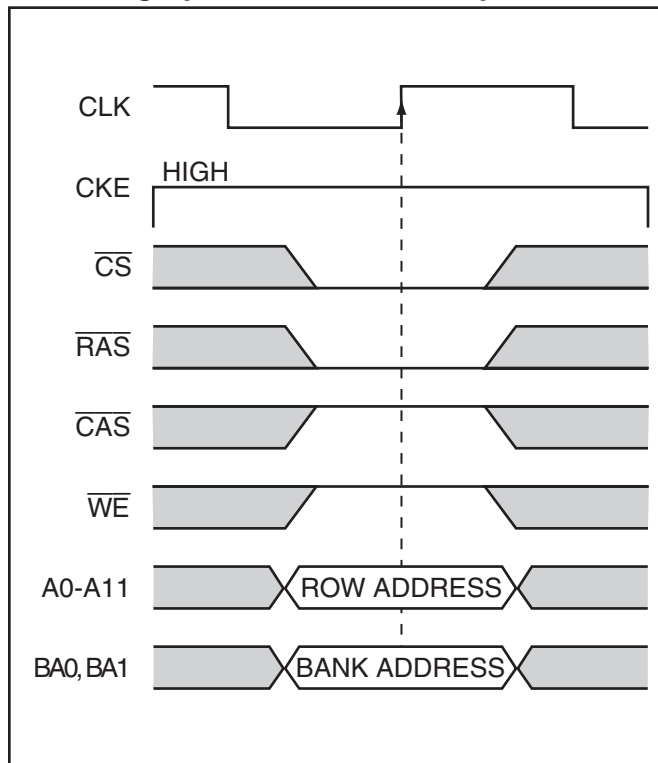 CLK
HIGH
CKE
CS
RAS
CAS
WE
A0-A11 ROW ADDRESS
BA0, BA1 BANK ADDRESS